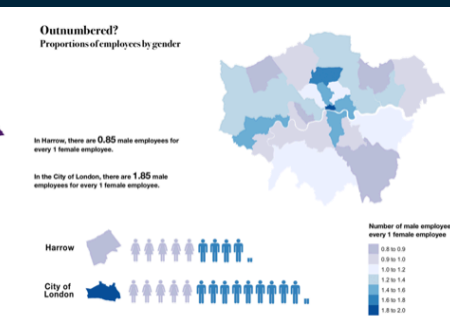 Outnumbered?
Proportions of employees by gender
In Harrow, there are 0.85 male employees for
every 1 female employee.
In the City of London, there are 1.85 male
employees for every 1 female employee.
Harrow
City of
London
Number of male employee
every 1 female employee
0.8 to 0.9
0.9 to 1.0
1.0 to 1.2
1.2 to 1.4
1.4 to 1.6
1.6 to 1.8
1.8 to 2.0